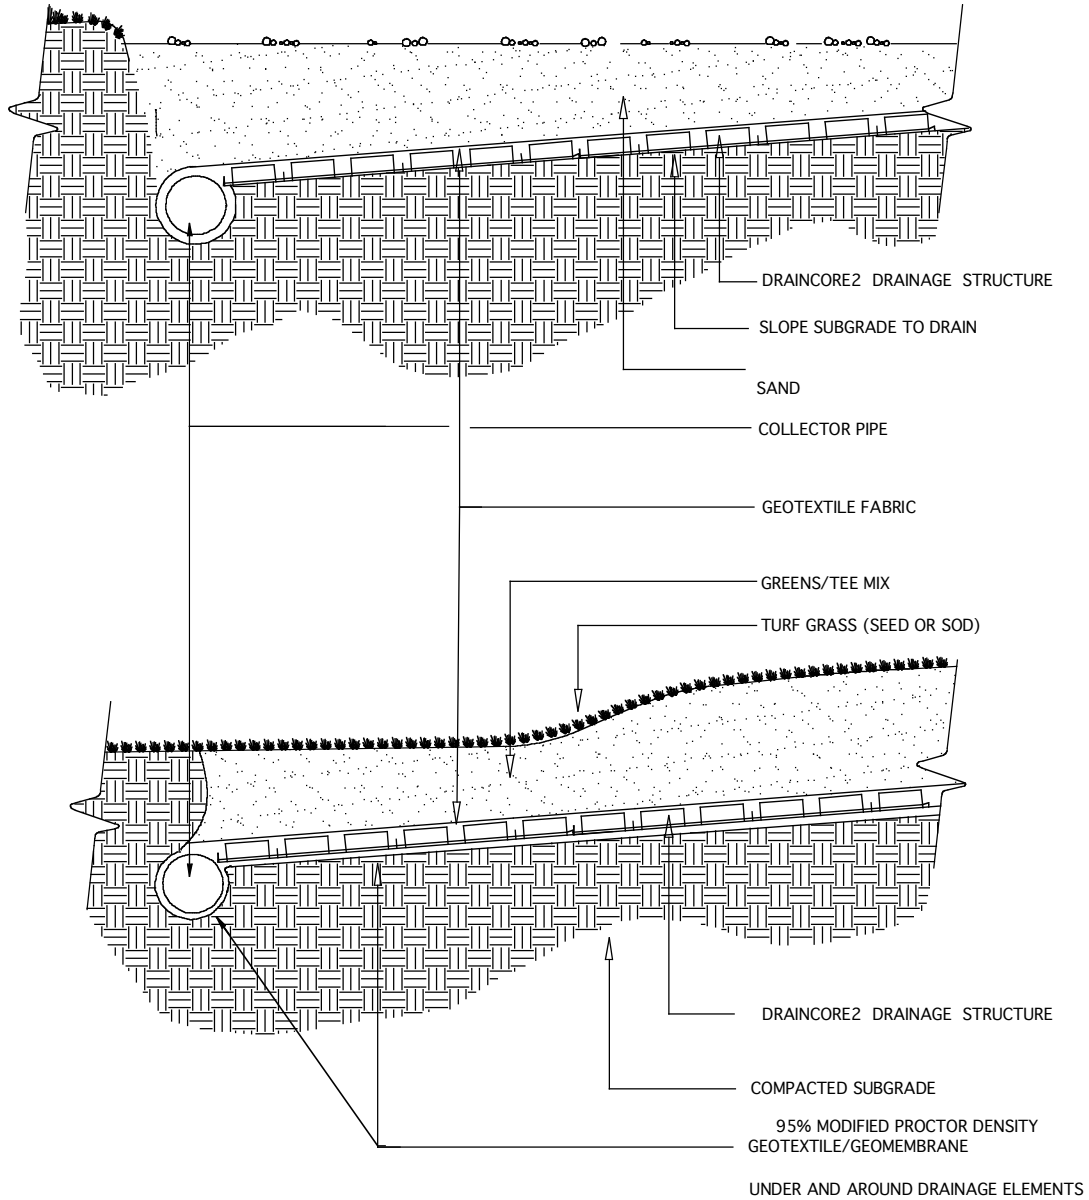 DRAINCORE2 DRAINAGE STRUCTURE
SLOPE SUBGRADE TO DRAIN
SAND
COLLECTOR PIPE
GEOTEXTILE FABRIC
GREENS/TEE MIX
TURF GRASS (SEED OR SOD)
DRAINCORE2 DRAINAGE STRUCTURE
COMPACTED SUBGRADE
95% MODIFIED PROCTOR DENSITY
GEOTEXTILE/GEOMEMBRANE
UNDER AND AROUND DRAINAGE ELEMENTS